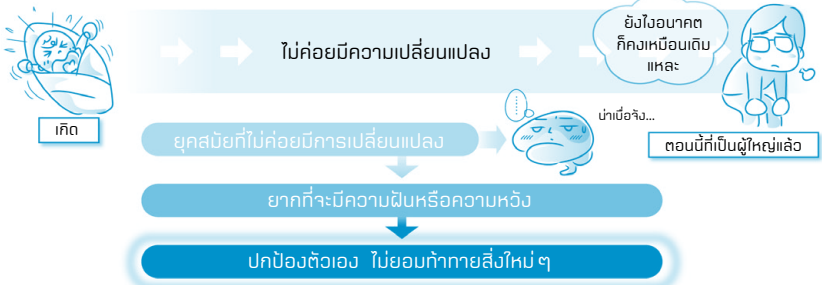 ยังไงอนาคต
ก็คงเหมือนเดิม
แหละ
ไม่ค่อยมีความเปลี่ยนแปลง
เกิด
น่าเบื่อจัง...
ตอนนี้ที่เป็นผู้ใหญ่แล้ว
ยุคสมัยที่ไม่ค่อยมีการเปลี่ยนแปลง
ยากที่จะมีความฝันหรือความหวัง
ปกป้องตัวเอง ไม่ยอมท้าทายสิ่งใหม่ๆ